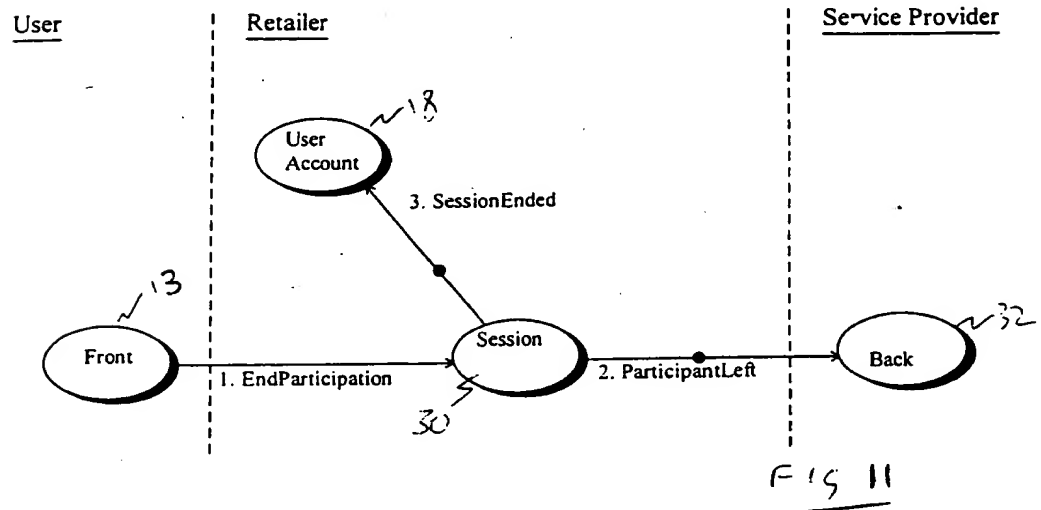 User
Retailer
Service Provider
18
User
Account
3. SessionEnded
13
32
Front
Session
Back
1. EndParticipation
2. ParticipantLeft
30
Fig 11